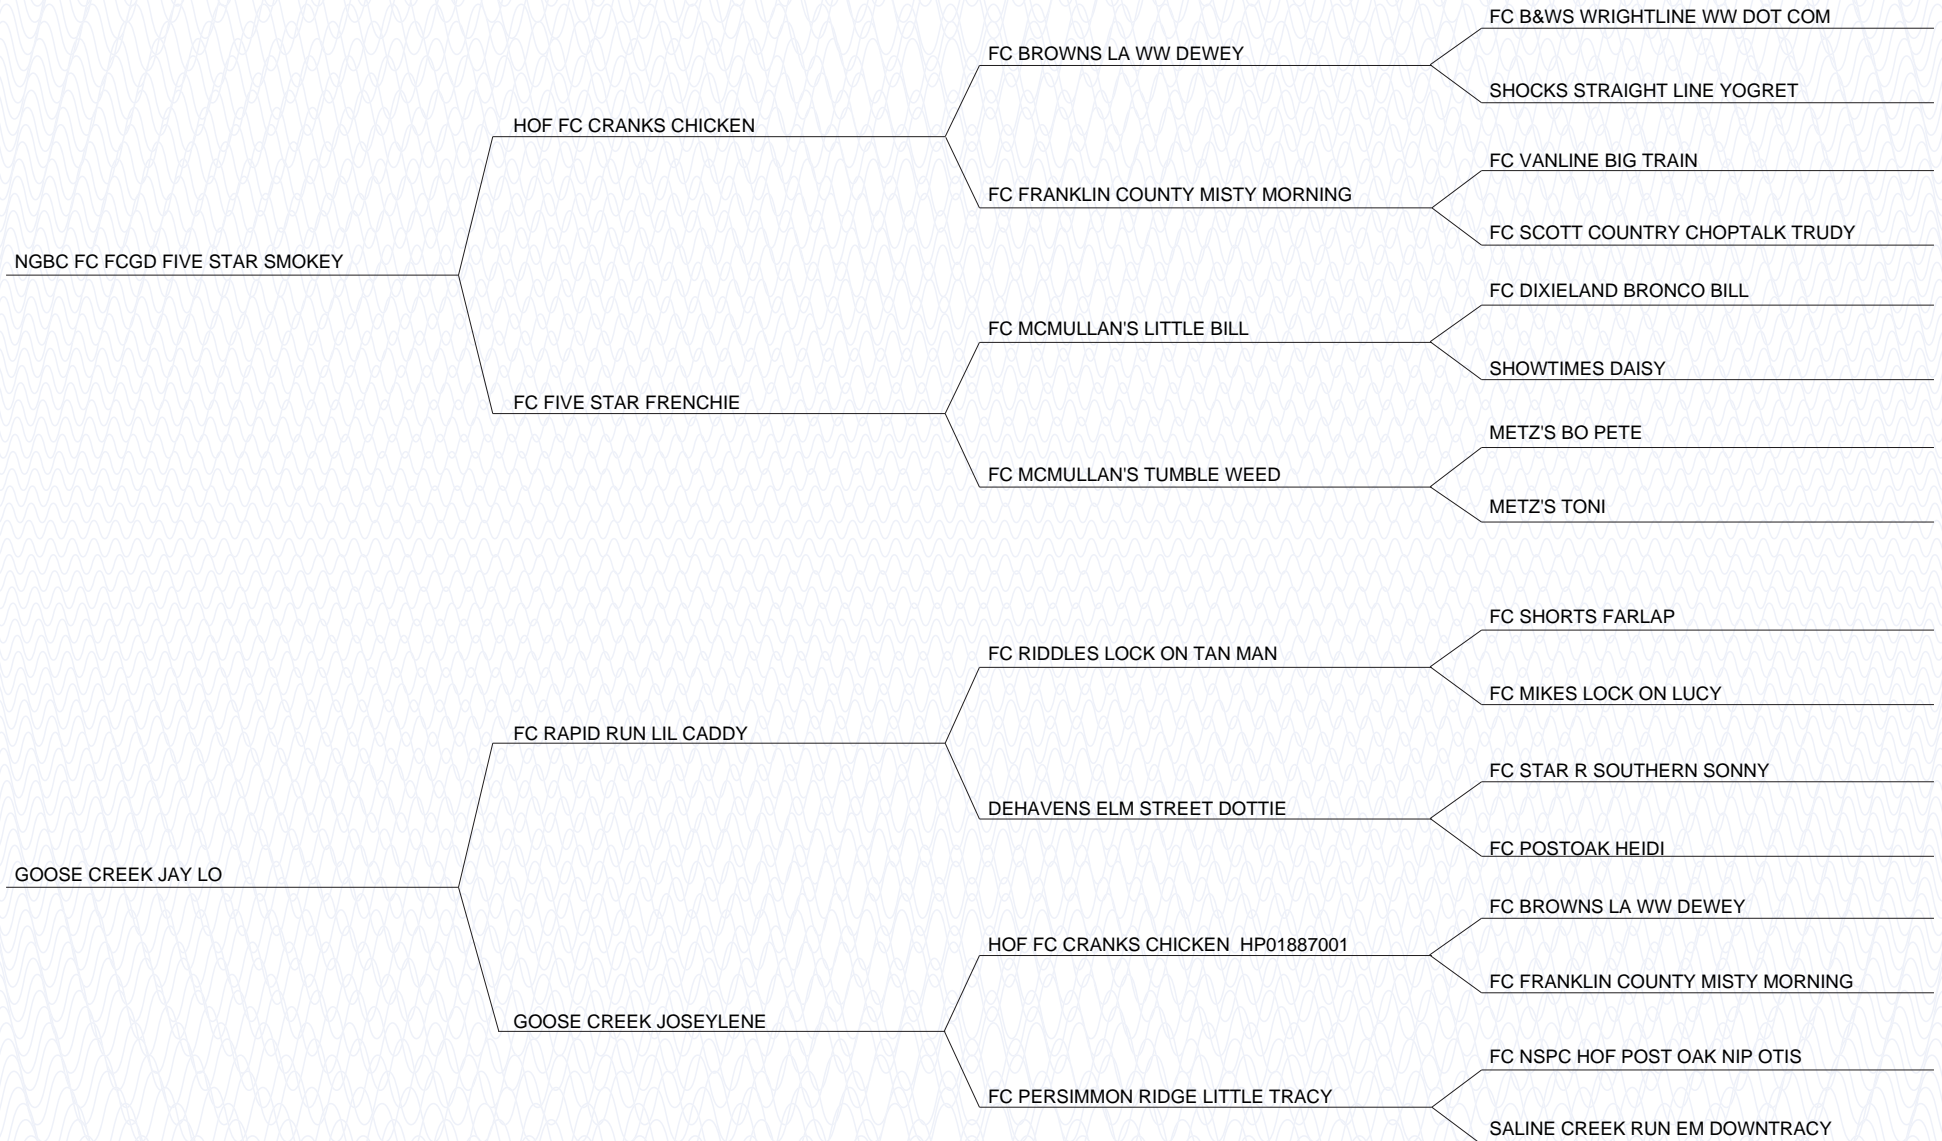 FC B&WS WRIGHTLINE WW DOT COM
FC BROWNS LA WW DEWEY
SHOCKS STRAIGHT LINE YOGRET
HOF FC CRANKS CHICKEN
FC VANLINE BIG TRAIN
FC FRANKLIN COUNTY MISTY MORNING
FC SCOTT COUNTRY CHOPTALK TRUDY
NGBC FC FCGD FIVE STAR SMOKEY
FC DIXIELAND BRONCO BILL
FC MCMULLAN'S LITTLE BILL
SHOWTIMES DAISY
FC FIVE STAR FRENCHIE
METZ'S BO PETE
FC MCMULLAN'S TUMBLE WEED
METZ'S TONI
FC SHORTS FARLAP
FC RIDDLES LOCK ON TAN MAN
FC MIKES LOCK ON LUCY
FC RAPID RUN LIL CADDY
FC STAR R SOUTHERN SONNY
DEHAVENS ELM STREET DOTTIE
FC POSTOAK HEIDI
GOOSE CREEK JAY LO
FC BROWNS LA WW DEWEY
HOF FC CRANKS CHICKEN  HP01887001
FC FRANKLIN COUNTY MISTY MORNING
GOOSE CREEK JOSEYLENE
FC NSPC HOF POST OAK NIP OTIS
FC PERSIMMON RIDGE LITTLE TRACY
SALINE CREEK RUN EM DOWNTRACY